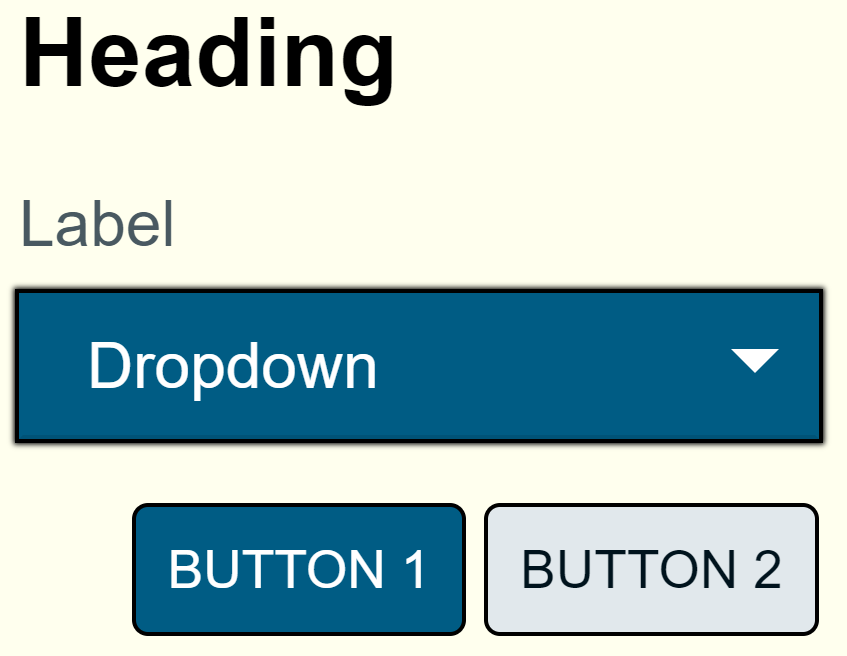 Heading
Label
Dropdown
BUTTON 1 BUTTON 2